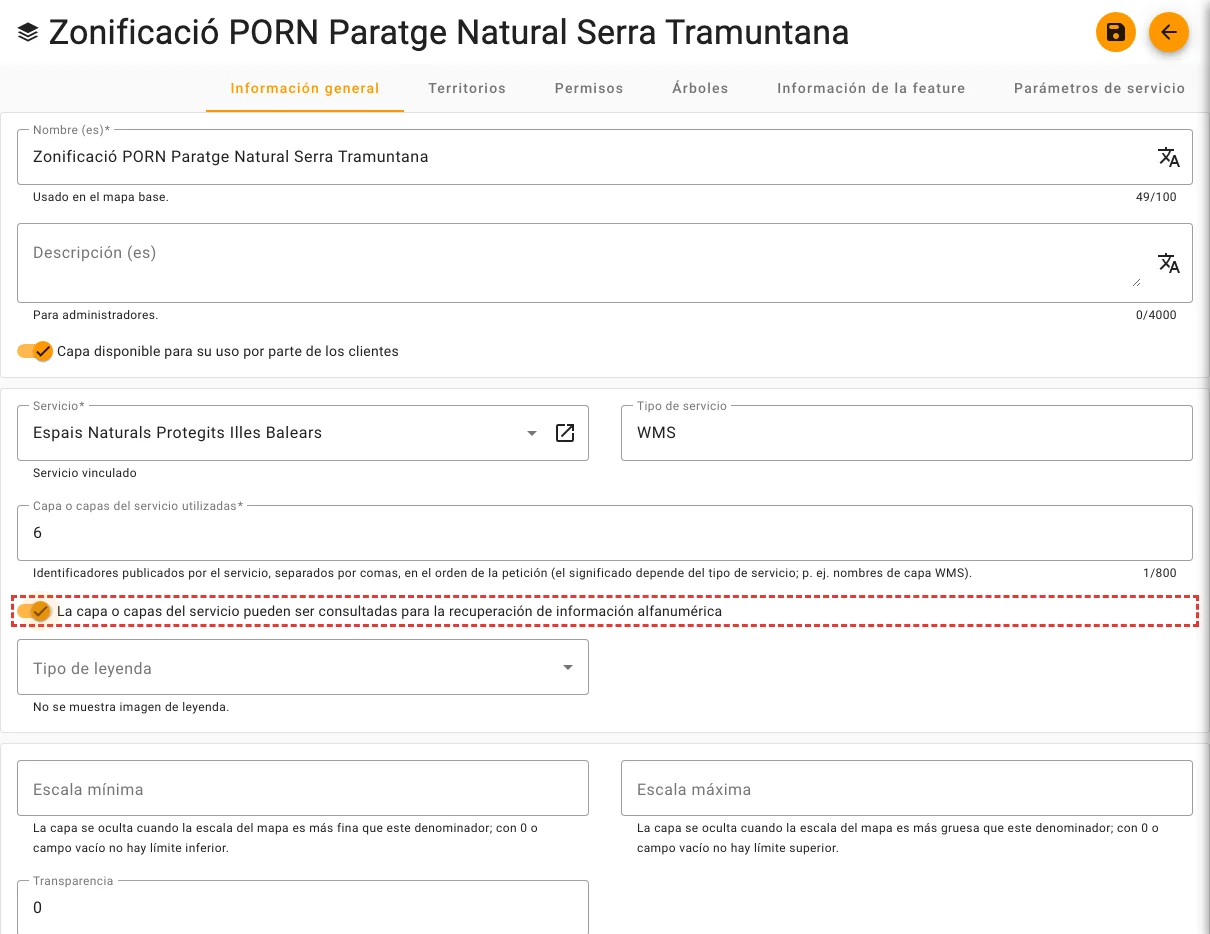 Zonificació PORN Paratge Natural Serra Tramuntana
Información general Territorios Permisos Árboles Información de la feature Parámetros de servicio
Nombre (es)*
Zonificació PORN Paratge Natural Serra Tramuntana
Usado en el mapa base. 49/100
Descripción (es)
Para administradores. 0/4000
Capa disponible para su uso por parte de los clientes
Servicio* Tipo de servicio
Espais Naturals Protegits Illes Balears WMS
Servicio vinculado
Capa o capas del servicio utilizadas*
6
Identificadores publicados por el servicio, separados por comas, en el orden de la petición (el significado depende del tipo de servicio; p. ej. nombres de capa WMS). 1/800
La capa o capas del servicio pueden ser consultadas para la recuperación de información alfanumérica
Tipo de leyenda
No se muestra imagen de leyenda.
Escala mínima Escala máxima
La capa se oculta cuando la escala del mapa es más fina que este denominador; con 0 o
campo vacío no hay límite inferior.
La capa se oculta cuando la escala del mapa es más gruesa que este denominador; con 0 o
campo vacío no hay límite superior.
Transparencia
0